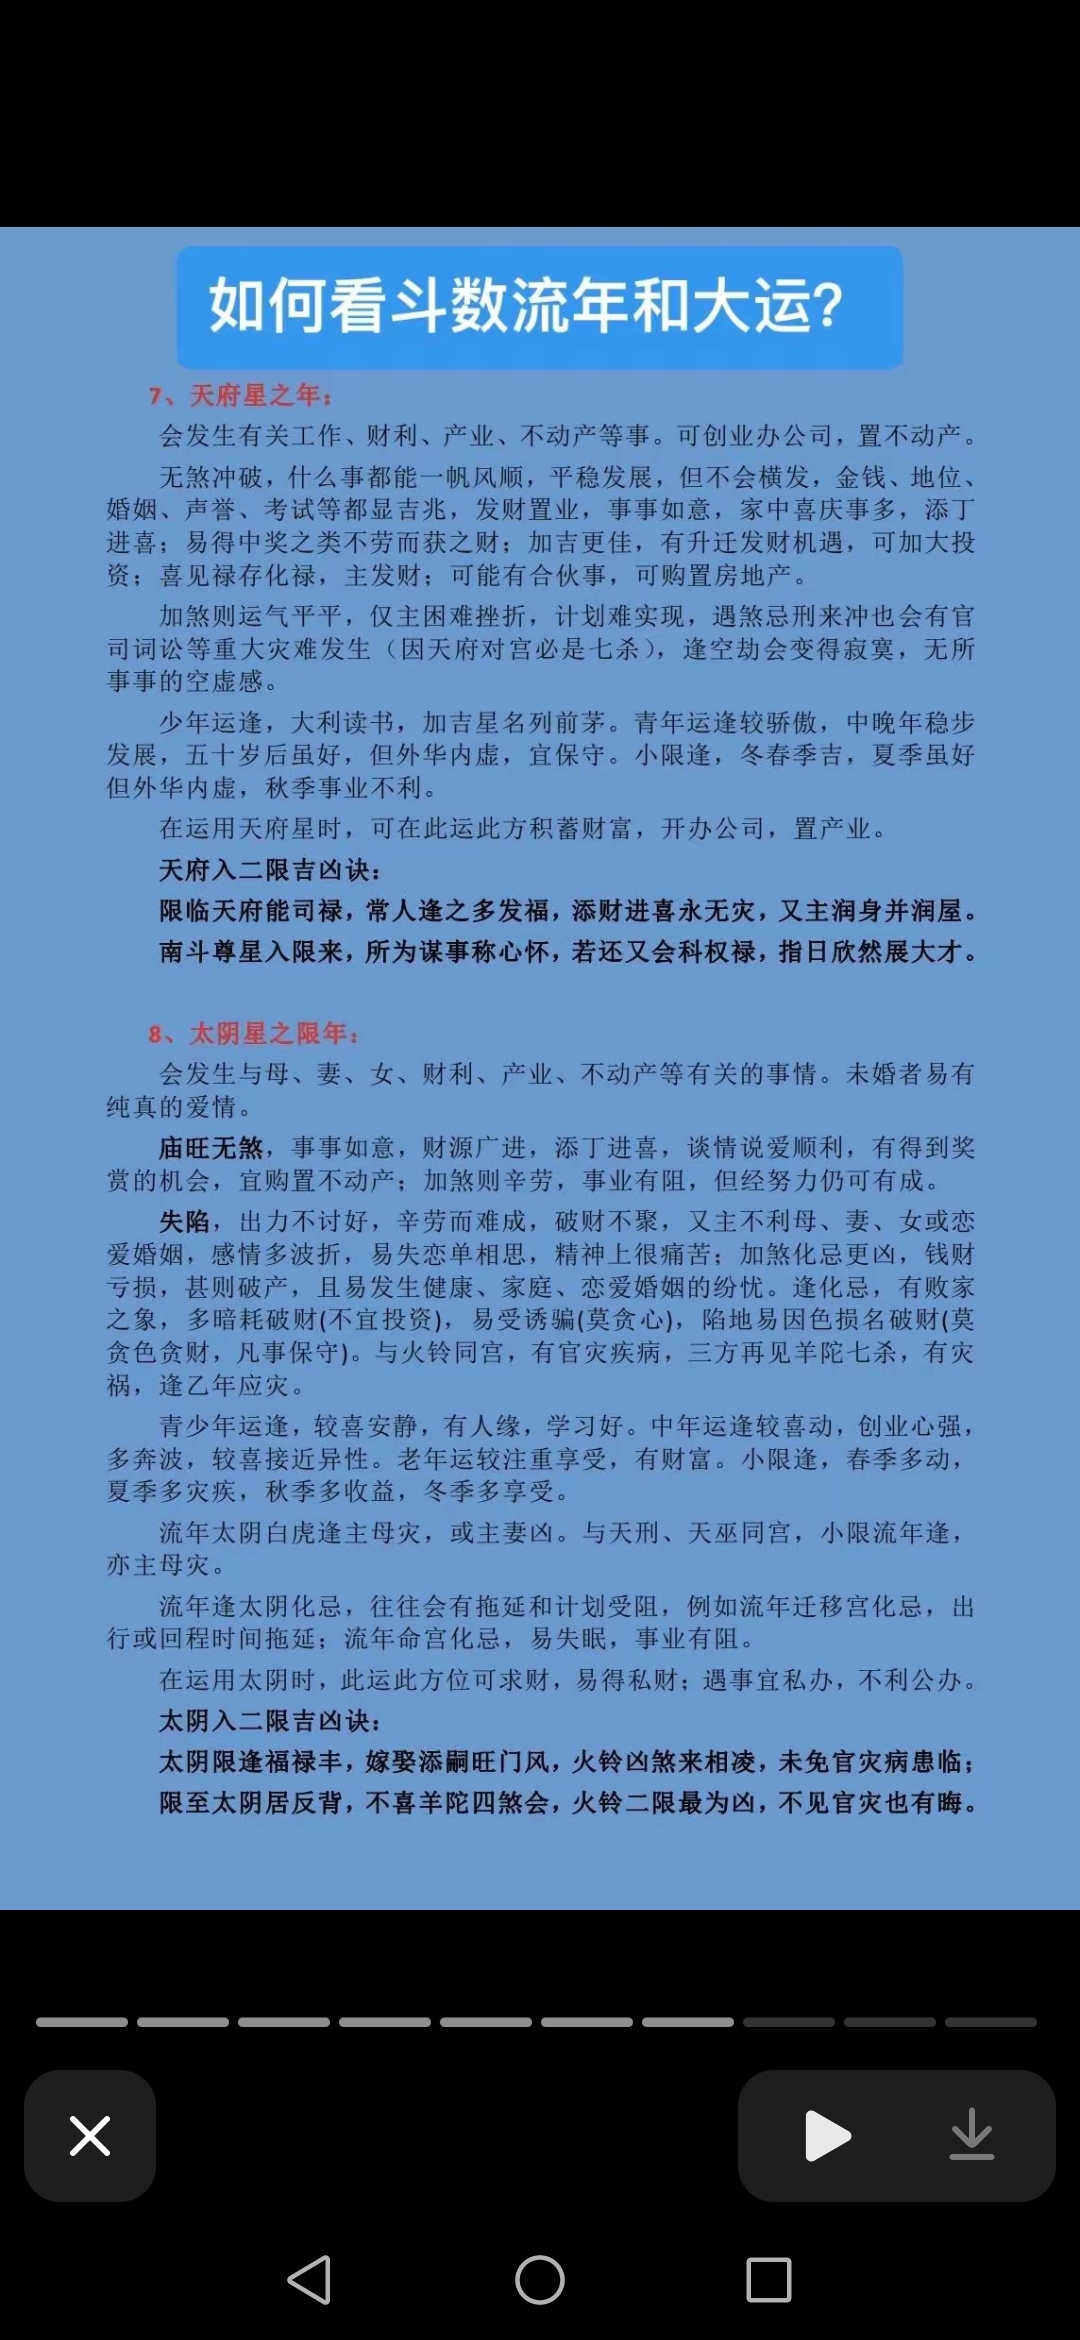 如何看斗数流年和大运?
7、天府星之年：
会发生有关工作、财利、产业、不动产等事。可创业办公司，置不动产。
无煞冲破，什么事都能一帆风顺，平稳发展，但不会横发，金钱、地位、
婚姻、声誉、考试等都显吉兆，发财置业，事事如意，家中喜庆事多，添丁
进喜；易得中奖之类不劳而获之财；加吉更佳，有升迁发财机遇，可加大投
资；喜见禄存化禄，主发财；可能有合伙事，可购置房地产。
加煞则运气平平，仅主困难挫折，计划难实现，遇煞忌刑来冲也会有官
司词讼等重大灾难发生（因天府对宫必是七杀），逢空劫会变得寂寞，无所
事事的空虚感。
少年运逢，大利读书，加吉星名列前茅。青年运逢较骄傲，中晚年稳步
发展，五十岁后虽好，但外华内虚，宜保守。小限逢，冬春季吉，夏季虽好
但外华内虚，秋季事业不利。
在运用天府星时，可在此运此方积蓄财富，开办公司，置产业。
天府入二限吉凶诀：
限临天府能司禄，常人逢之多发福，添财进喜永无灾，又主润身并润屋。
南斗尊星入限来，所为谋事称心怀，若还又会科权禄，指日欣然展大才。
8、太阴星之限年：
会发生与母、妻、女、财利、产业、不动产等有关的事情。未婚者易有
纯真的爱情。
庙旺无煞，事事如意，财源广进，添丁进喜，谈情说爱顺利，有得到奖
赏的机会，宜购置不动产；加煞则辛劳，事业有阻，但经努力仍可有成。
失陷，出力不讨好，辛劳而难成，破财不聚，又主不利母、妻、女或恋
爱婚姻，感情多波折，易失恋单相思，精神上很痛苦；加煞化忌更凶，钱财
亏损，甚则破产，且易发生健康、家庭、恋爱婚姻的纷忧。逢化忌，有败家
之象，多暗耗破财(不宜投资)，易受诱骗(莫贪心)，陷地易因色损名破财(莫
贪色贪财，凡事保守)。与火铃同宫，有官灾疾病，三方再见羊陀七杀，有灾
祸，逢乙年应灾。
青少年运逢，较喜安静，有人缘，学习好。中年运逢较喜动，创业心强，
多奔波，较喜接近异性。老年运较注重享受，有财富。小限逢，春季多动，
夏季多灾疾，秋季多收益，冬季多享受。
流年太阴白虎逢主母灾，或主妻凶。与天刑、天巫同宫，小限流年逢，
亦主母灾。
流年逢太阴化忌，往往会有拖延和计划受阻，例如流年迁移宫化忌，出
行或回程时间拖延；流年命宫化忌，易失眠，事业有阻。
在运用太阴时，此运此方位可求财，易得私财；遇事宜私办，不利公办。
太阴入二限吉凶诀：
太阴限逢福禄丰，嫁娶添嗣旺门风，火铃凶煞来相凌，未免官灾病患临；
限至太阴居反背，不喜羊陀四煞会，火铃二限最为凶，不见官灾也有晦。